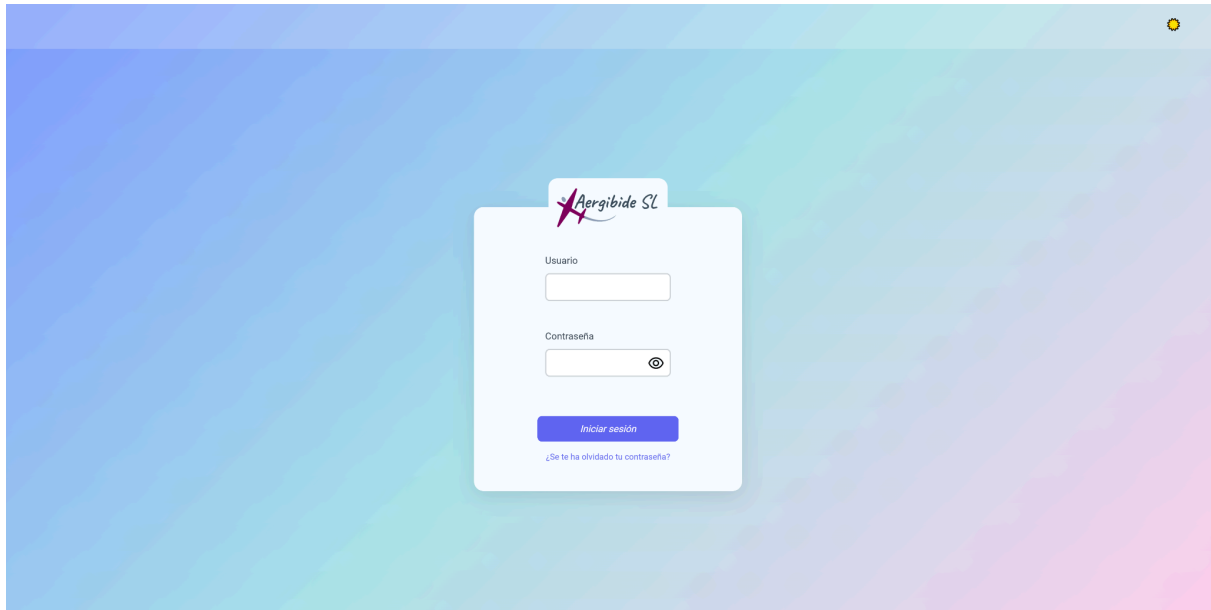 Aergibide SL
Usuario
Contraseña
Iniciar sesión
¿Se te ha olvidado tu contraseña?